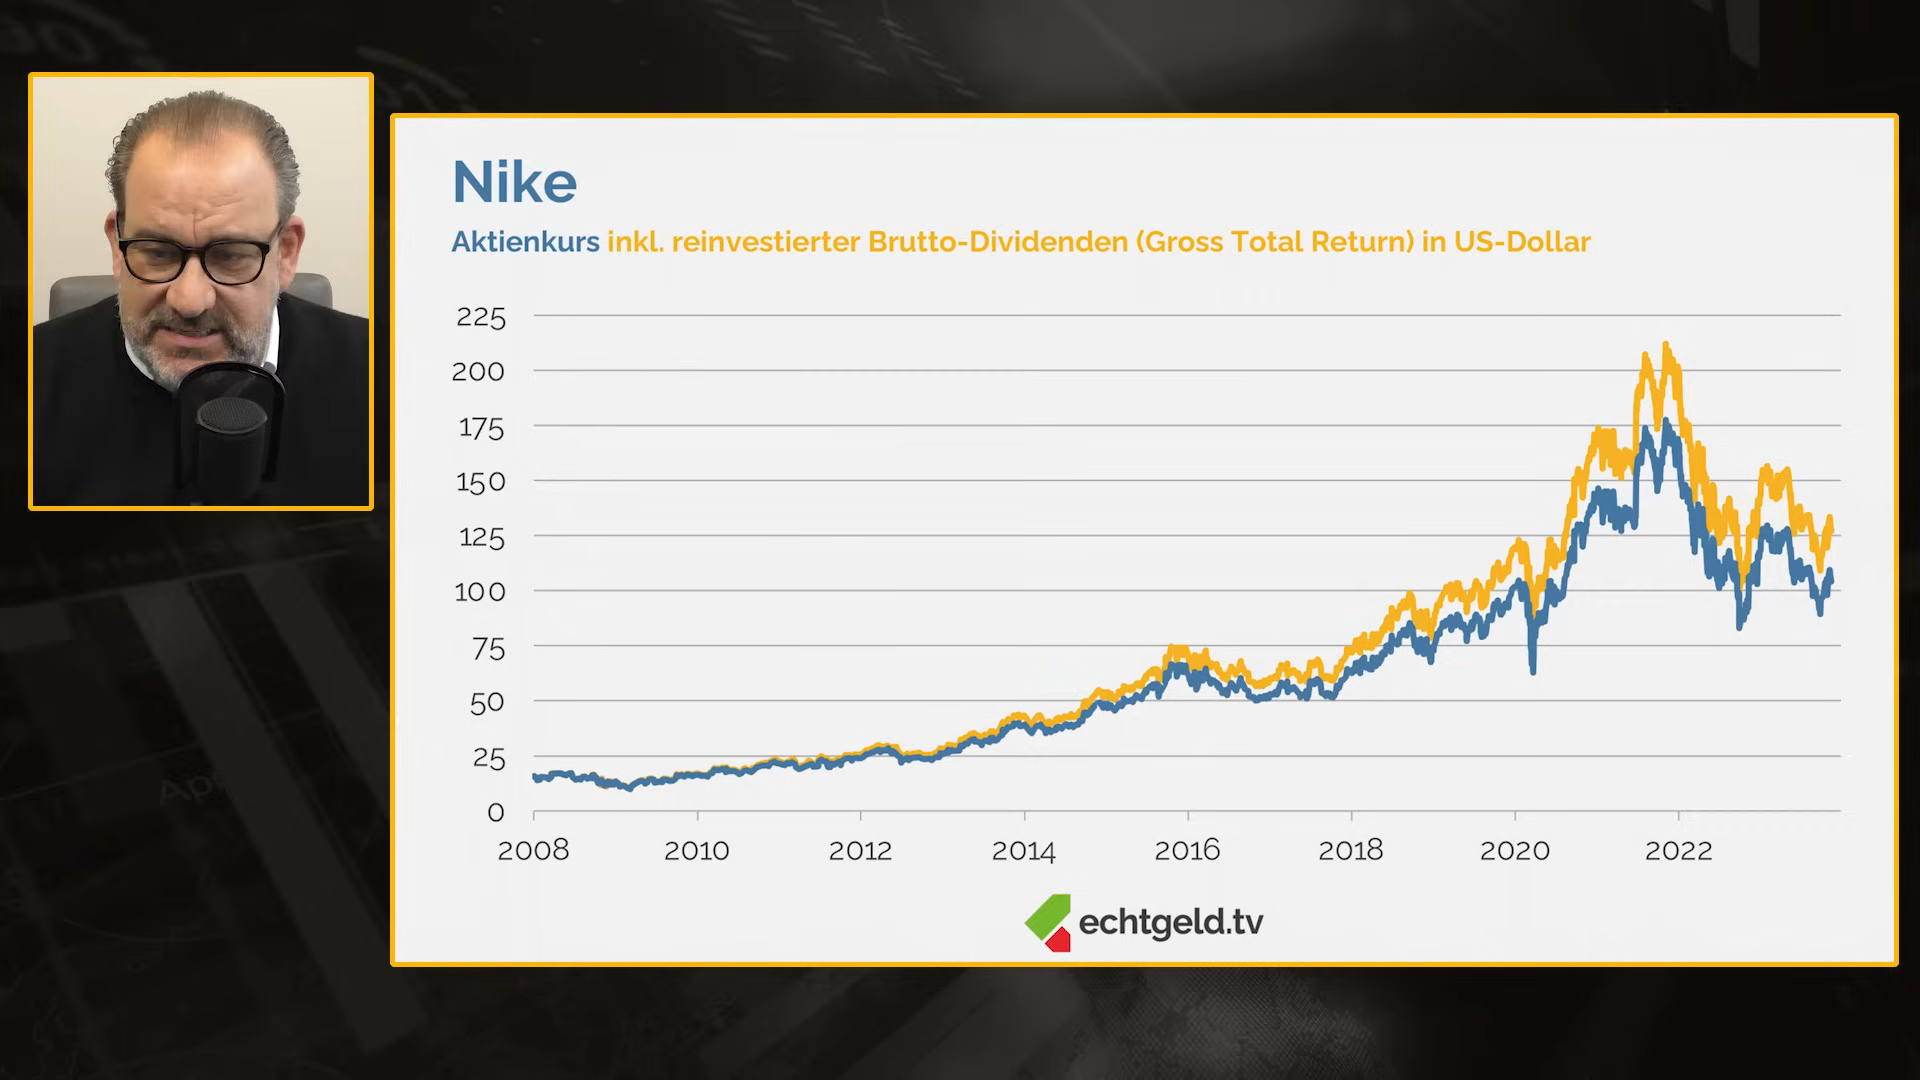 Nike
Aktienkurs inkl. reinvestierter Brutto-Dividenden (Gross Total Return) in US-Dollar
225
200
175
150
125
100
75
50
25
0
2008 2010 2012 2014 2016 2018 2020 2022
echtgeld.tv